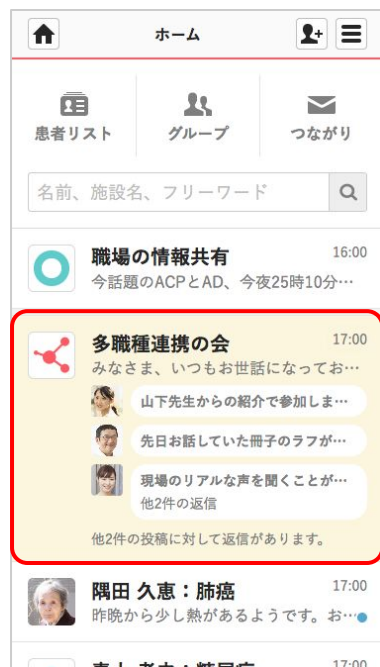 ホーム
患者リスト
グループ
つながり
名前、施設名、フリーワード
職場の情報共有 16:00
今話題のACPとAD、今夜25時10分…
多職種連携の会 17:00
みなさま、いつもお世話になってお…
山下先生からの紹介で参加しま…
先日お話していた冊子のラフが…
現場のリアルな声を聞くことが…
他2件の返信
他2件の投稿に対して返信があります。
隅田 久恵：肺癌 17:00
昨晩から少し熱があるようです。お…
17:00